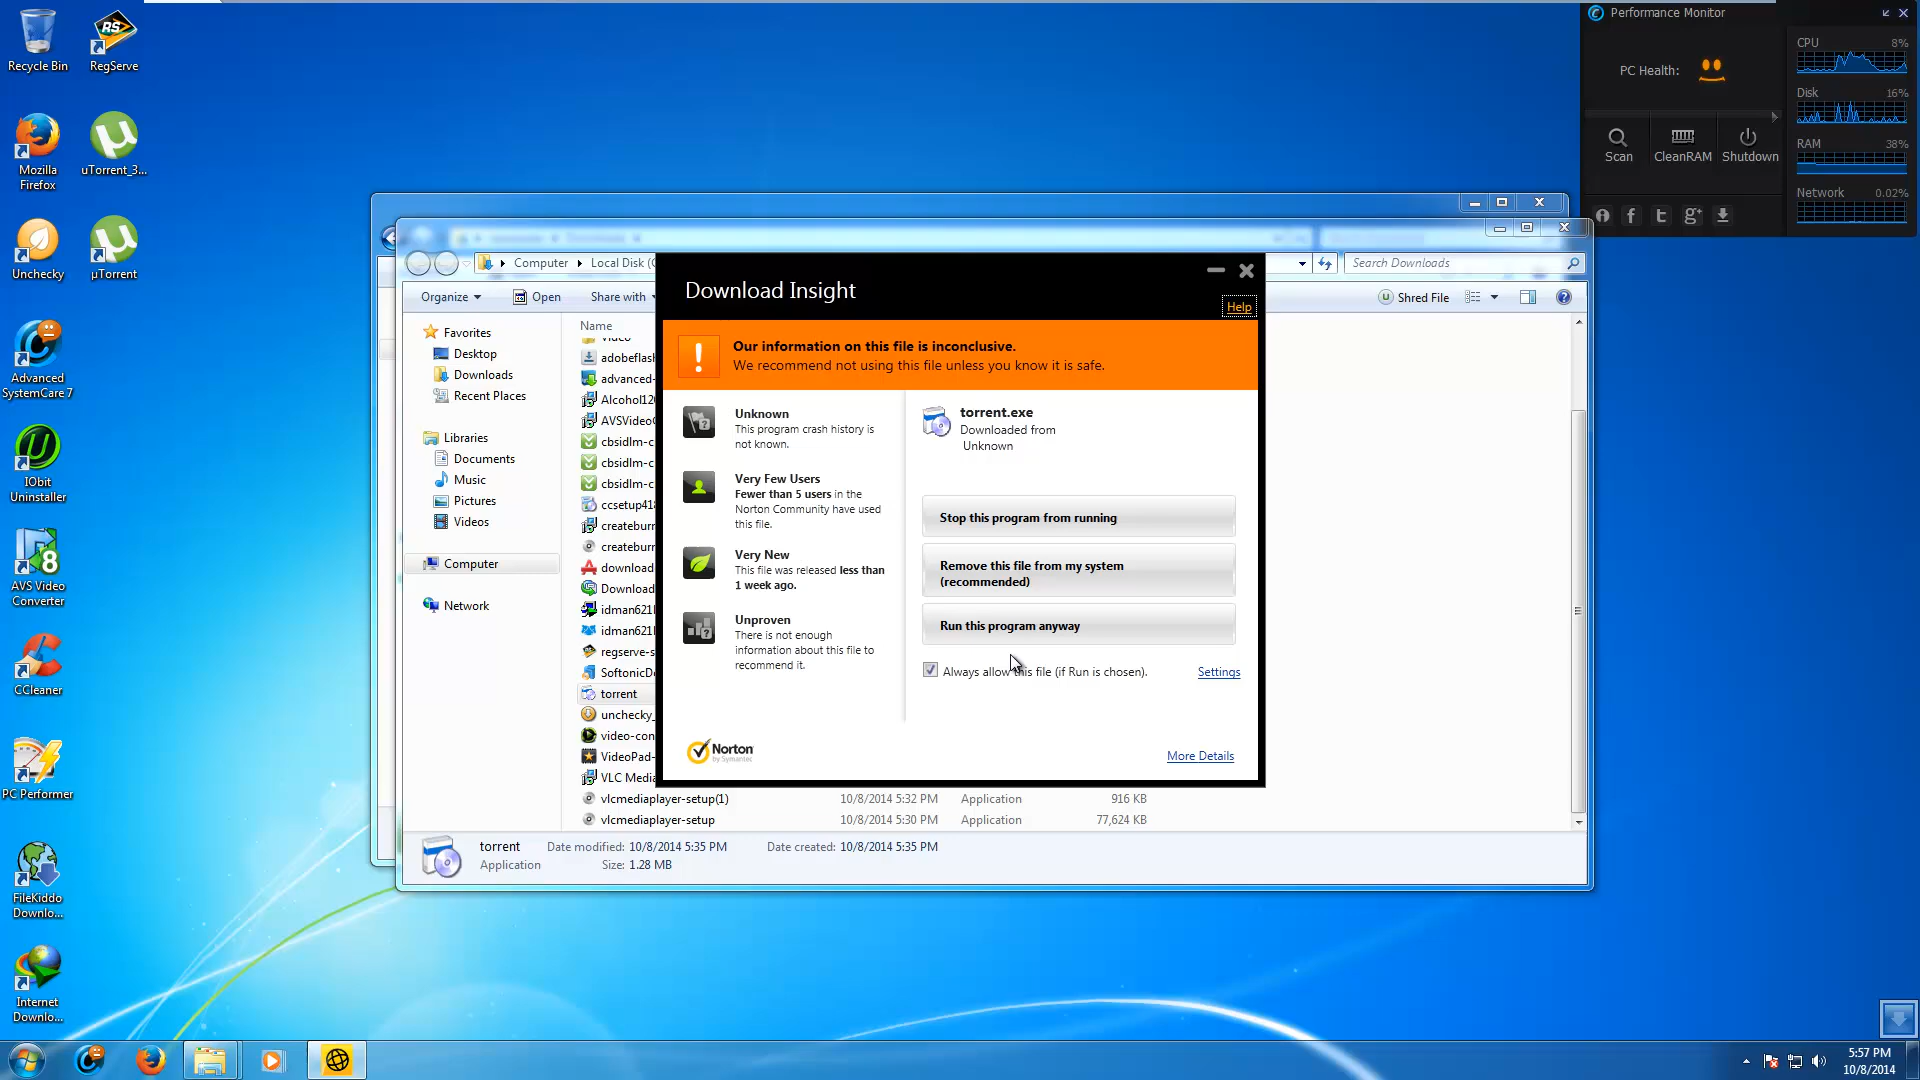 Recycle Bin
RegServe
Mozilla
Firefox
uTorrent_3...
Unchecky
µTorrent
Advanced
SystemCare 7
IObit
Uninstaller
AVS Video
Converter
CCleaner
PC Performer
FileKiddo
Downlo...
Internet
Downlo...
Performance Monitor
PC Health:
CPU 8%
Disk 16%
RAM 38%
Network 0.02%
Scan
CleanRAM
Shutdown
Computer
Local Disk (
Search Downloads
Organize
Open
Share with
Shred File
Favorites
Desktop
Downloads
Recent Places
Libraries
Documents
Music
Pictures
Videos
Computer
Network
Name
adobeflash
advanced-
Alcohol120
AVSVideo
cbsidlm-c
cbsidlm-c
cbsidlm-c
ccsetup418
createburn
createburn
download
Download
idman621
idman621
regserve-s
SoftonicDo
torrent
unchecky_
video-con
VideoPad-
VLC Media
vlcmediaplayer-setup(1) 10/8/2014 5:32 PM Application 916 KB
vlcmediaplayer-setup 10/8/2014 5:30 PM Application 77,624 KB
torrent Date modified: 10/8/2014 5:35 PM Date created: 10/8/2014 5:35 PM
Application Size: 1.28 MB
Download Insight
Help
Our information on this file is inconclusive.
We recommend not using this file unless you know it is safe.
Unknown
This program crash history is
not known.
Very Few Users
Fewer than 5 users in the
Norton Community have used
this file.
Very New
This file was released less than
1 week ago.
Unproven
There is not enough
information about this file to
recommend it.
torrent.exe
Downloaded from
Unknown
Stop this program from running
Remove this file from my system
(recommended)
Run this program anyway
Always allow this file (if Run is chosen).
Settings
Norton
by Symantec
More Details
5:57 PM
10/8/2014